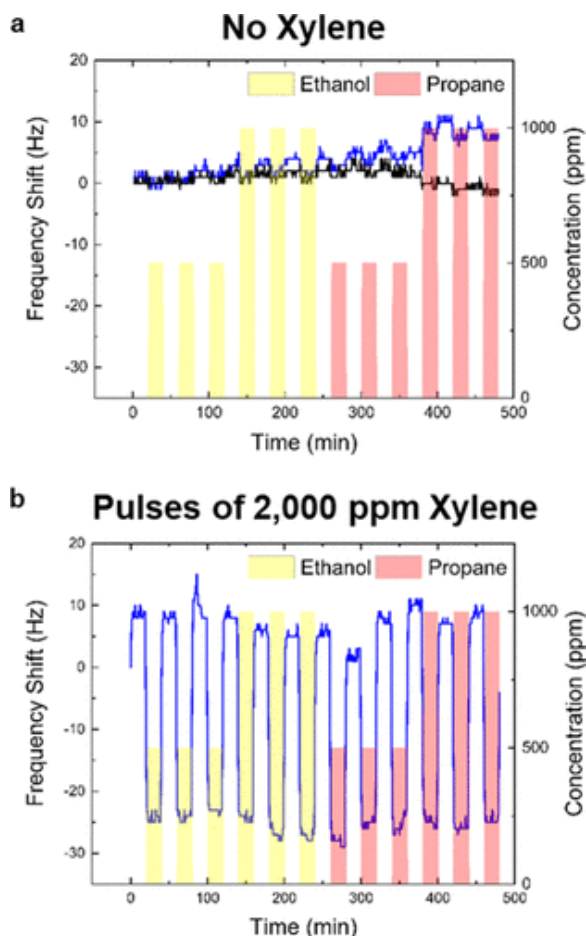 a
No Xylene
Ethanol Propane
Frequency Shift (Hz)
20
10
0
-10
-20
-30
Concentration (ppm)
1000
500
0
0 100 200 300 400 500
Time (min)
b
Pulses of 2,000 ppm Xylene
Ethanol Propane
Frequency Shift (Hz)
20
10
0
-10
-20
-30
Concentration (ppm)
1000
500
0
0 100 200 300 400 500
Time (min)